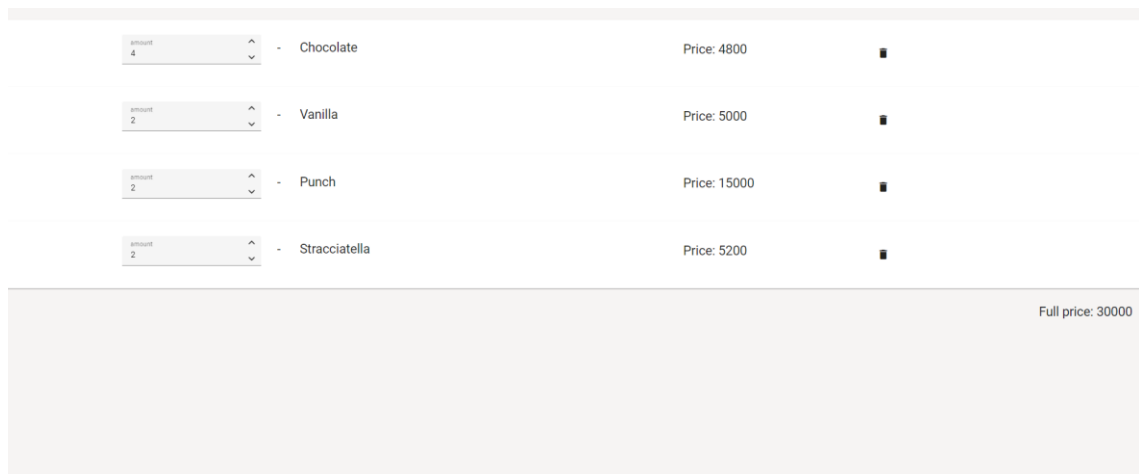 amount
4 - Chocolate Price: 4800
amount
2 - Vanilla Price: 5000
amount
2 - Punch Price: 15000
amount
2 - Stracciatella Price: 5200
Full price: 30000